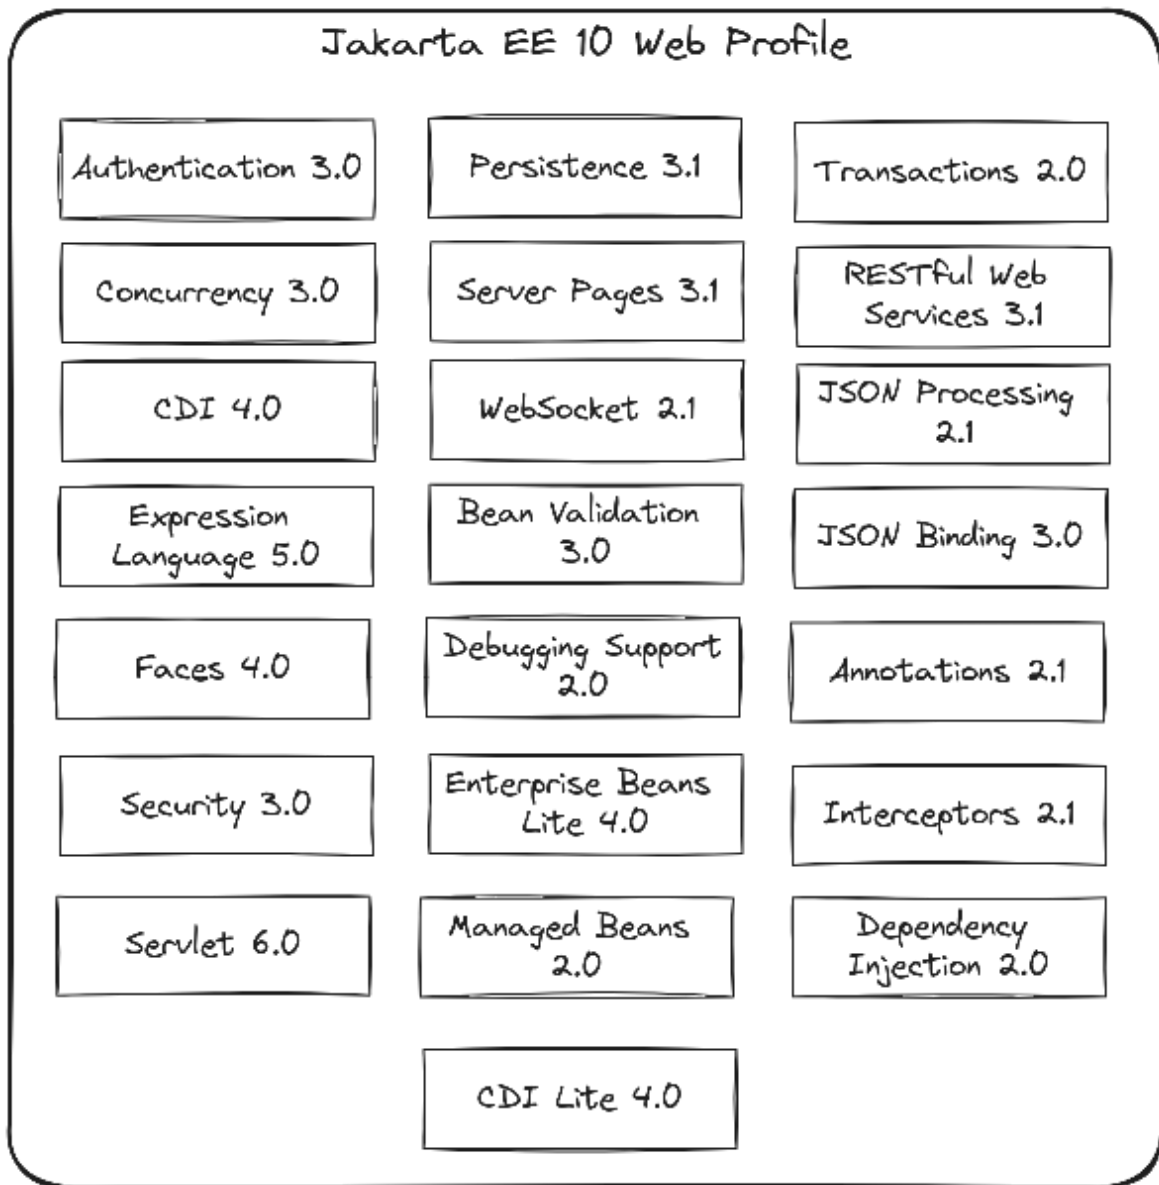 Jakarta EE 10 Web Profile
Authentication 3.0
Persistence 3.1
Transactions 2.0
Concurrency 3.0
Server Pages 3.1
RESTful Web
Services 3.1
CDI 4.0
WebSocket 2.1
JSON Processing
2.1
Expression
Language 5.0
Bean Validation
3.0
JSON Binding 3.0
Faces 4.0
Debugging Support
2.0
Annotations 2.1
Security 3.0
Enterprise Beans
Lite 4.0
Interceptors 2.1
Servlet 6.0
Managed Beans
2.0
Dependency
Injection 2.0
CDI Lite 4.0